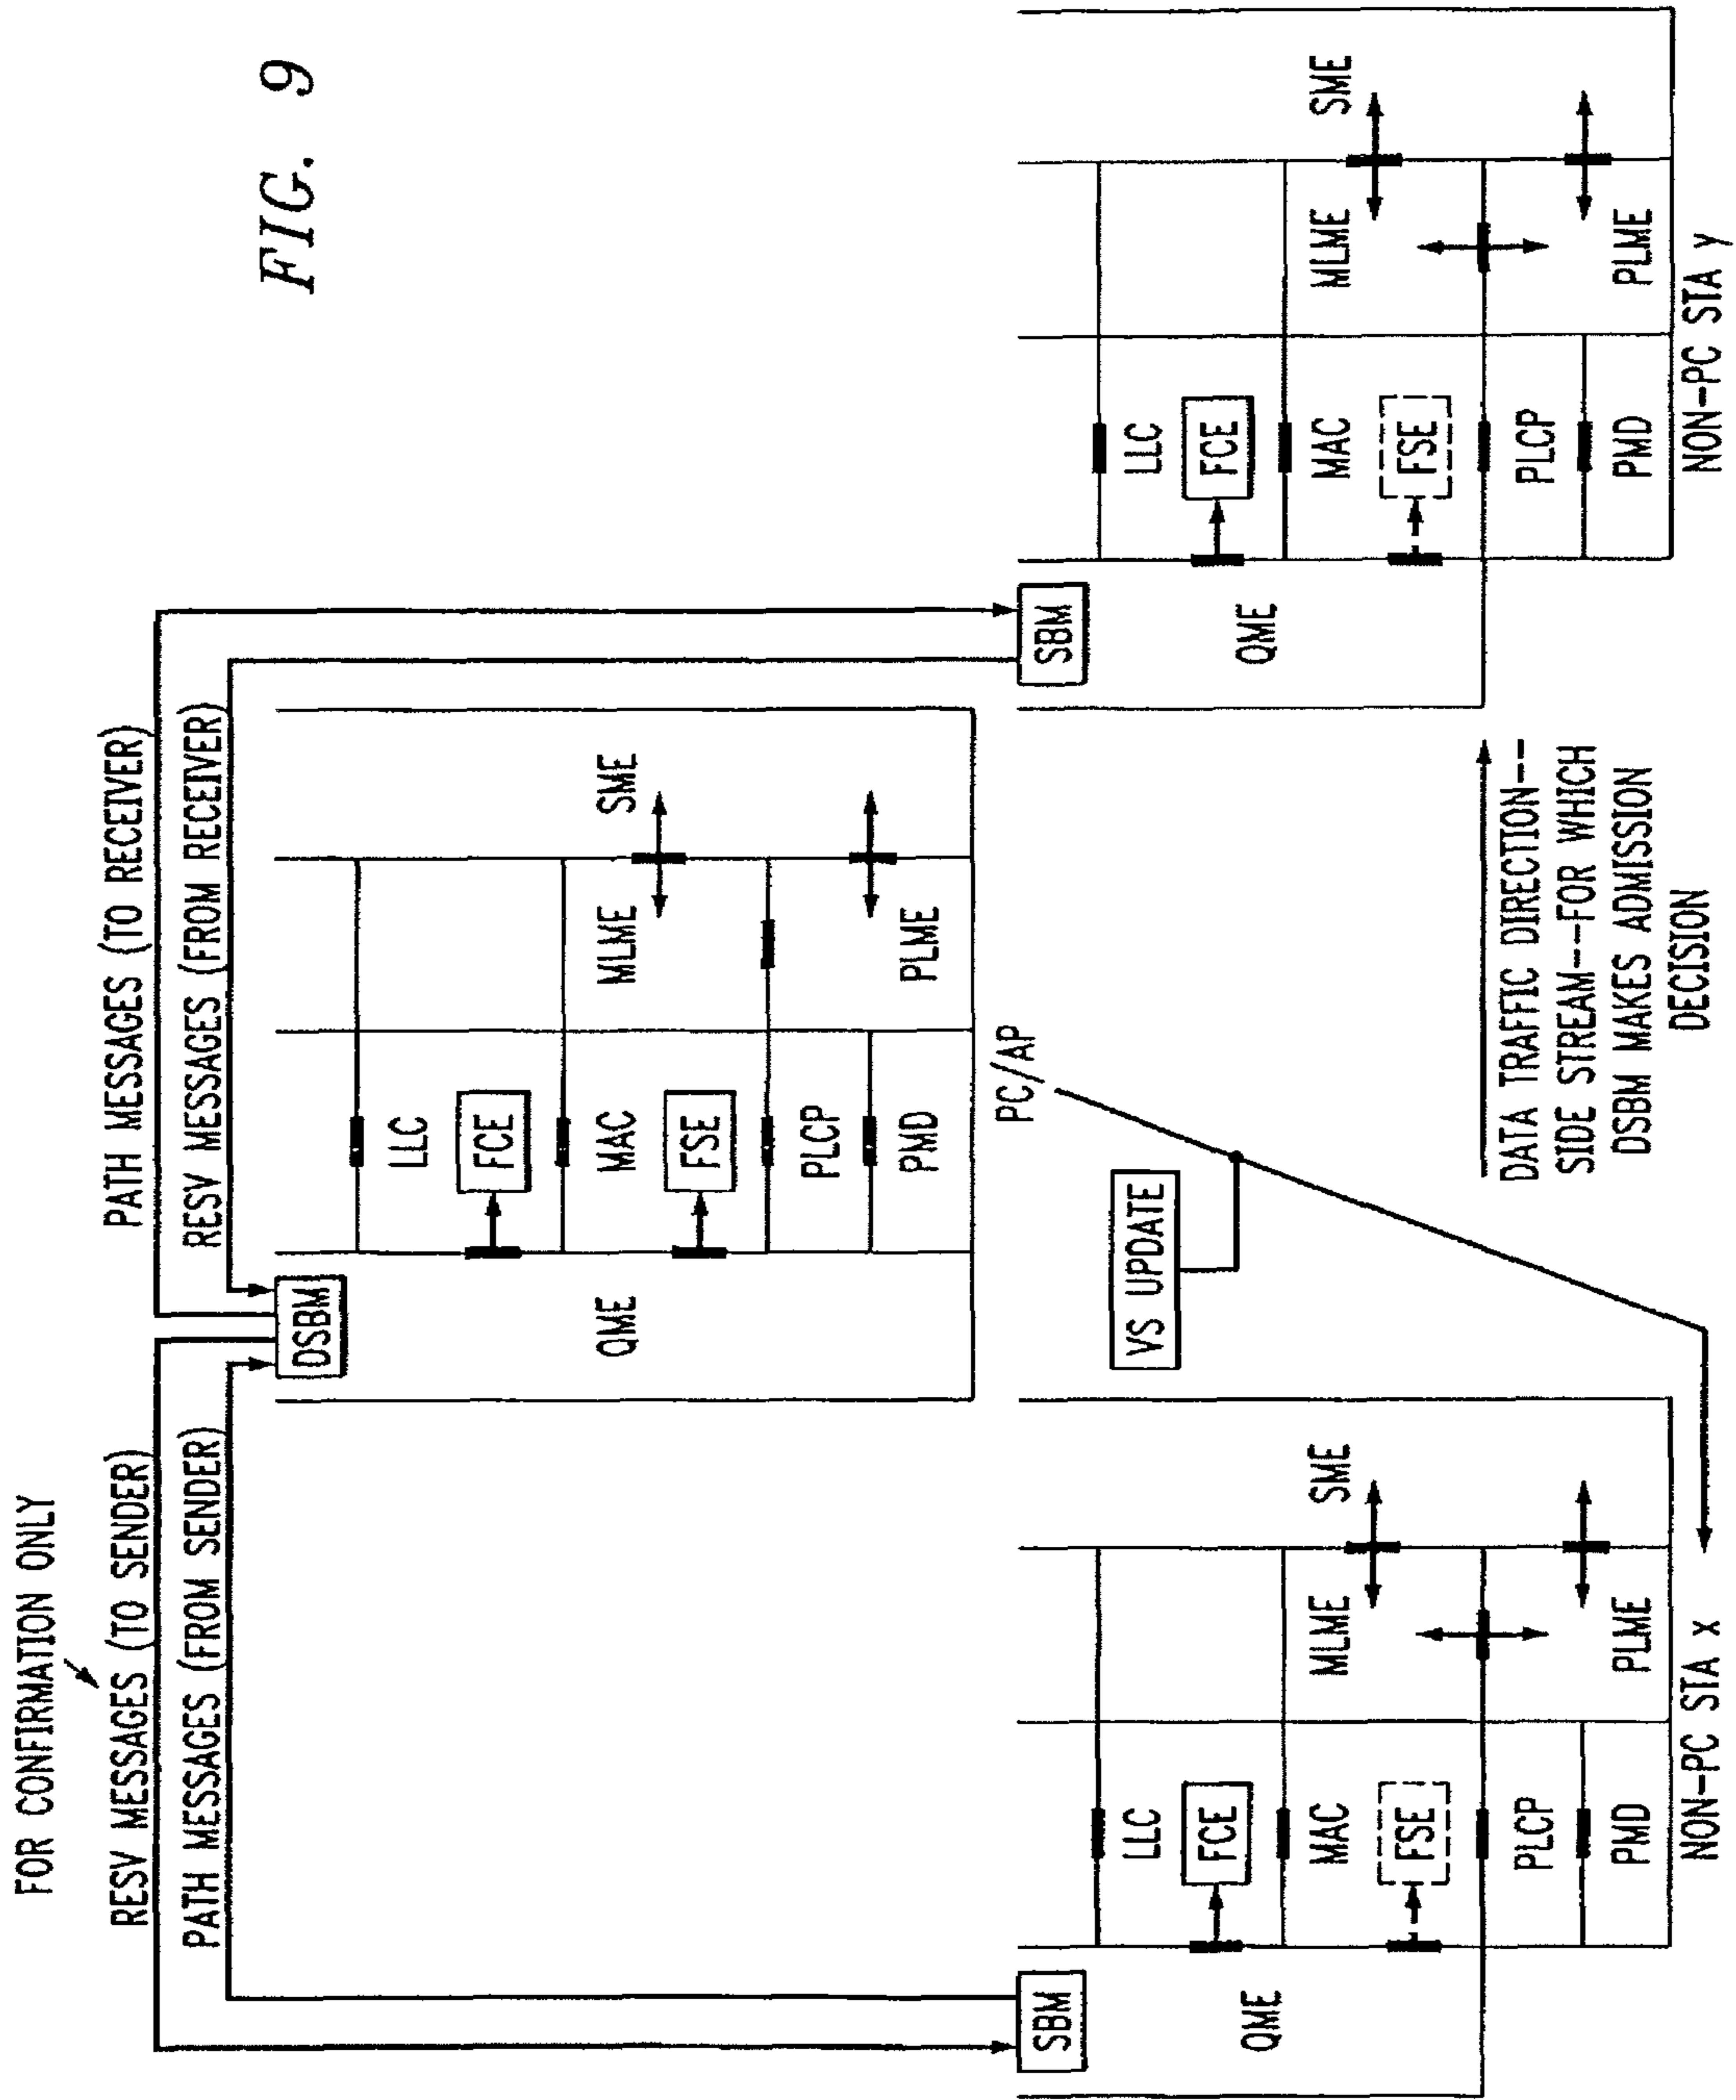 FIG. 9
FOR CONFIRMATION ONLY
RESV MESSAGES (TO SENDER)
PATH MESSAGES (FROM SENDER)
PATH MESSAGES (TO RECEIVER)
RESV MESSAGES (FROM RECEIVER)
DSBM
QME
LLC
FCE
MAC
FSE
PLCP
PMD
MLME
SME
PLME
PC/AP
VS UPDATE
SBM
QME
LLC
FCE
MAC
FSE
PLCP
PMD
MLME
SME
PLME
NON-PC STA x
DATA TRAFFIC DIRECTION--
SIDE STREAM---FOR WHICH
DSBM MAKES ADMISSION
DECISION
SBM
QME
LLC
FCE
MAC
FSE
PLCP
PMD
MLME
SME
PLME
NON-PC STA y